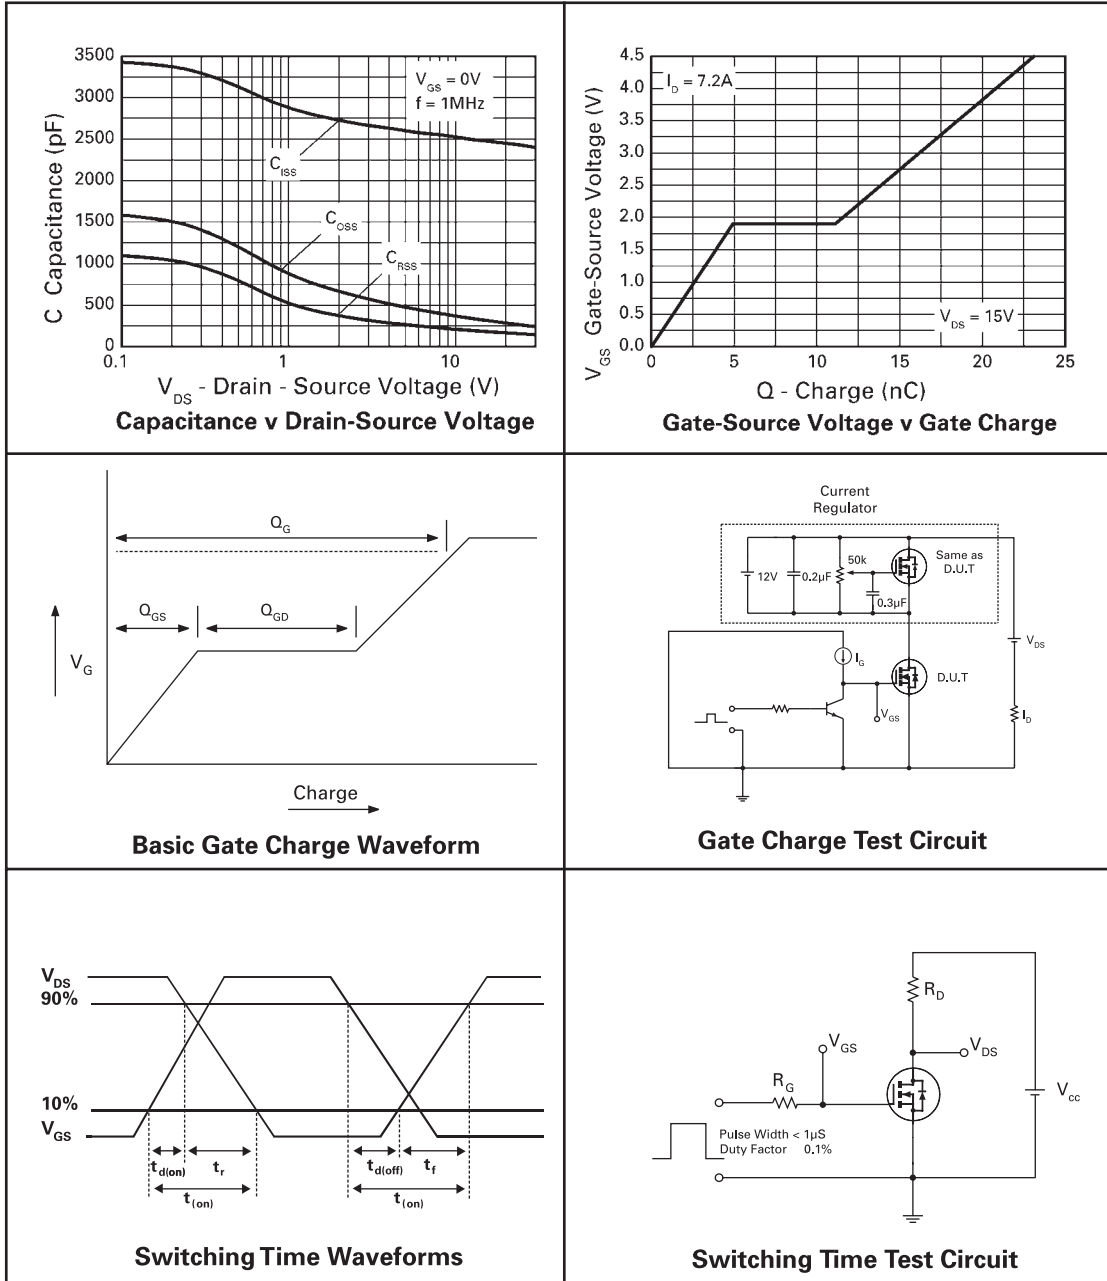 3500
3000
2500
2000
1500
1000
500
0
C Capacitance (pF)
V_GS = 0V
f = 1MHz
C_ISS
C_OSS
C_RSS
0.1
1
10
V_DS - Drain - Source Voltage (V)
Capacitance v Drain-Source Voltage
4.5
4.0
3.5
3.0
2.5
2.0
1.5
1.0
0.5
0.0
V_GS Gate-Source Voltage (V)
I_D = 7.2A
V_DS = 15V
0
5
10
15
20
25
Q - Charge (nC)
Gate-Source Voltage v Gate Charge
Q_G
Q_GS
Q_GD
V_G
Charge
Basic Gate Charge Waveform
Current
Regulator
12V
0.2µF
50k
Same as
D.U.T
0.3µF
V_DS
I_G
D.U.T
V_GS
I_D
Gate Charge Test Circuit
V_DS
90%
10%
V_GS
t_d(on)
t_r
t_d(off)
t_f
t_(on)
t_(on)
Switching Time Waveforms
R_D
V_GS
V_DS
R_G
V_cc
Pulse Width < 1µS
Duty Factor 0.1%
Switching Time Test Circuit